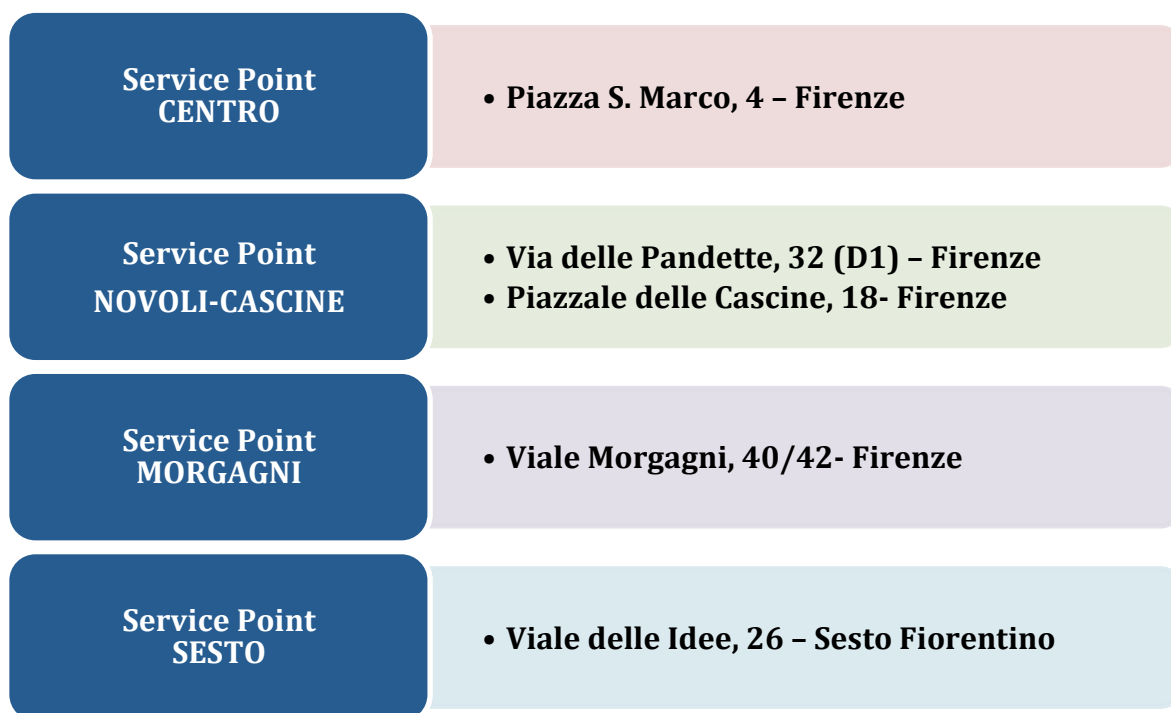 Service Point
CENTRO
• Piazza S. Marco, 4 – Firenze
Service Point
NOVOLI-CASCINE
• Via delle Pandette, 32 (D1) – Firenze
• Piazzale delle Cascine, 18- Firenze
Service Point
MORGAGNI
• Viale Morgagni, 40/42- Firenze
Service Point
SESTO
• Viale delle Idee, 26 – Sesto Fiorentino